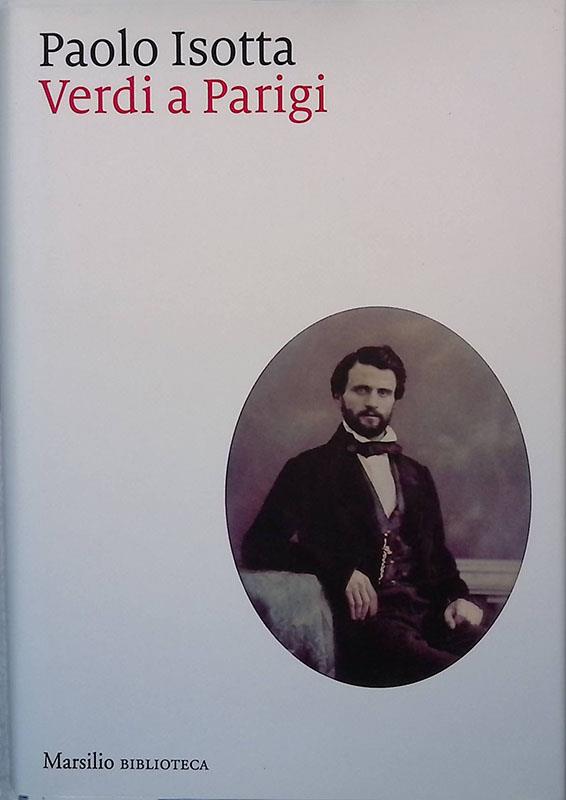 Paolo Isotta
Verdi a Parigi
Marsilio BIBLIOTECA